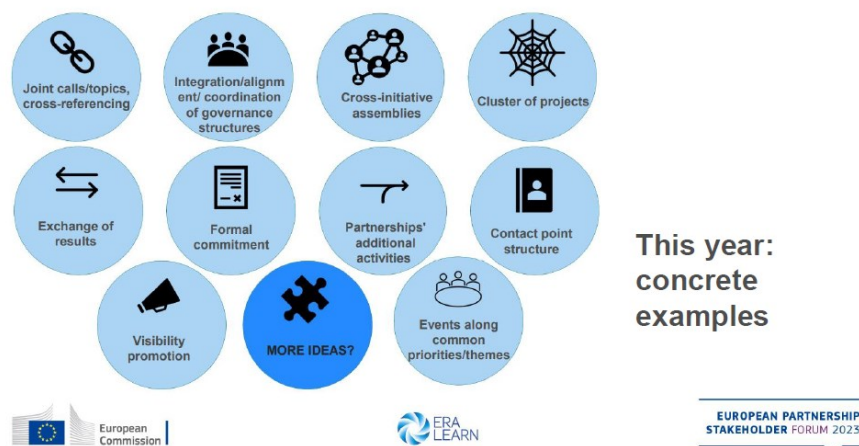 Joint calls/topics,
cross-referencing
Integration/alignm
ent/ coordination
of governance
structures
Cross-initiative
assemblies
Cluster of projects
Exchange of
results
Formal
commitment
Partnerships'
additional
activities
Contact point
structure
This year:
concrete
examples
Visibility
promotion
MORE IDEAS?
Events along
common
priorities/themes
European
Commission
ERA
LEARN
EUROPEAN PARTNERSHIP
STAKEHOLDER FORUM 2023